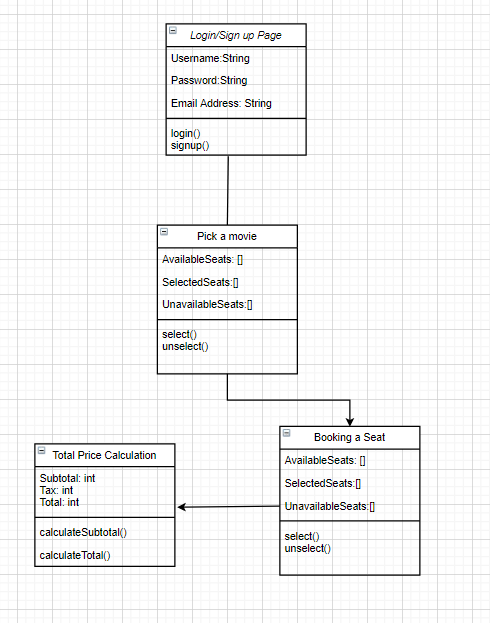 Login/Sign up Page
Username:String
Password:String
Email Address: String
login()
signup()
Pick a movie
AvailableSeats: []
SelectedSeats:[]
UnavailableSeats:[]
select()
unselect()
Booking a Seat
AvailableSeats: []
SelectedSeats:[]
UnavailableSeats:[]
select()
unselect()
Total Price Calculation
Subtotal: int
Tax: int
Total: int
calculateSubtotal()
calculateTotal()